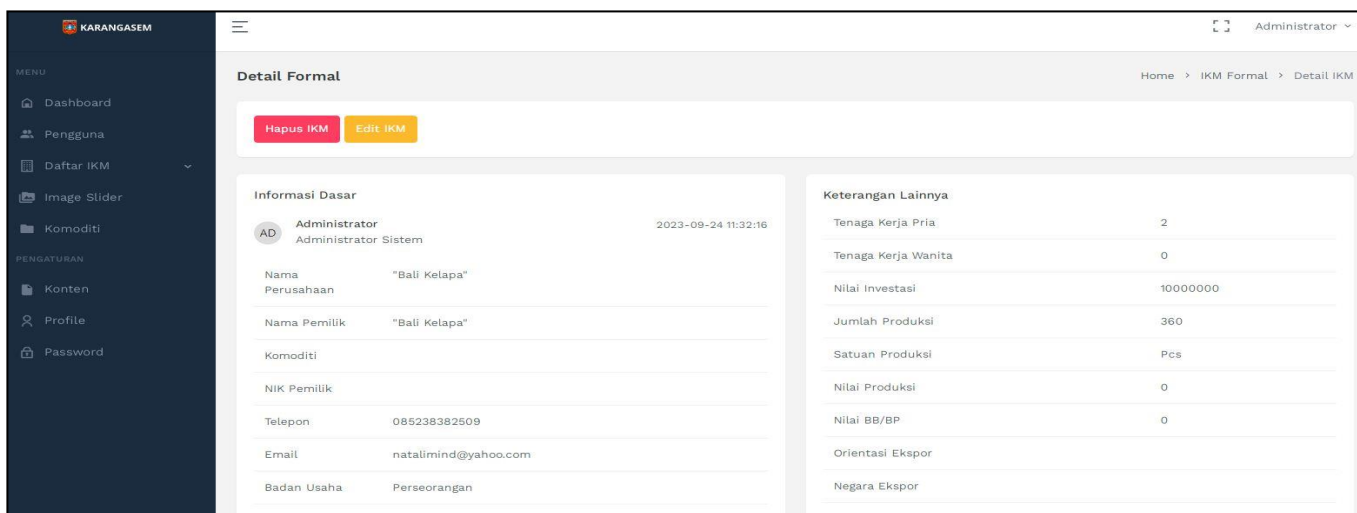 KARANGASEM
Administrator
MENU
Dashboard
Pengguna
Daftar IKM
Image Slider
Komoditi
PENGATURAN
Konten
Profile
Password
Detail Formal
Home > IKM Formal > Detail IKM
Hapus IKM Edit IKM
Informasi Dasar
AD
Administrator 2023-09-24 11:32:16
Administrator Sistem
Nama "Bali Kelapa"
Perusahaan
Nama Pemilik "Bali Kelapa"
Komoditi
NIK Pemilik
Telepon 085238382509
Email natalimind@yahoo.com
Badan Usaha Perseorangan
Keterangan Lainnya
Tenaga Kerja Pria 2
Tenaga Kerja Wanita 0
Nilai Investasi 10000000
Jumlah Produksi 360
Satuan Produksi Pcs
Nilai Produksi 0
Nilai BB/BP 0
Orientasi Ekspor
Negara Ekspor